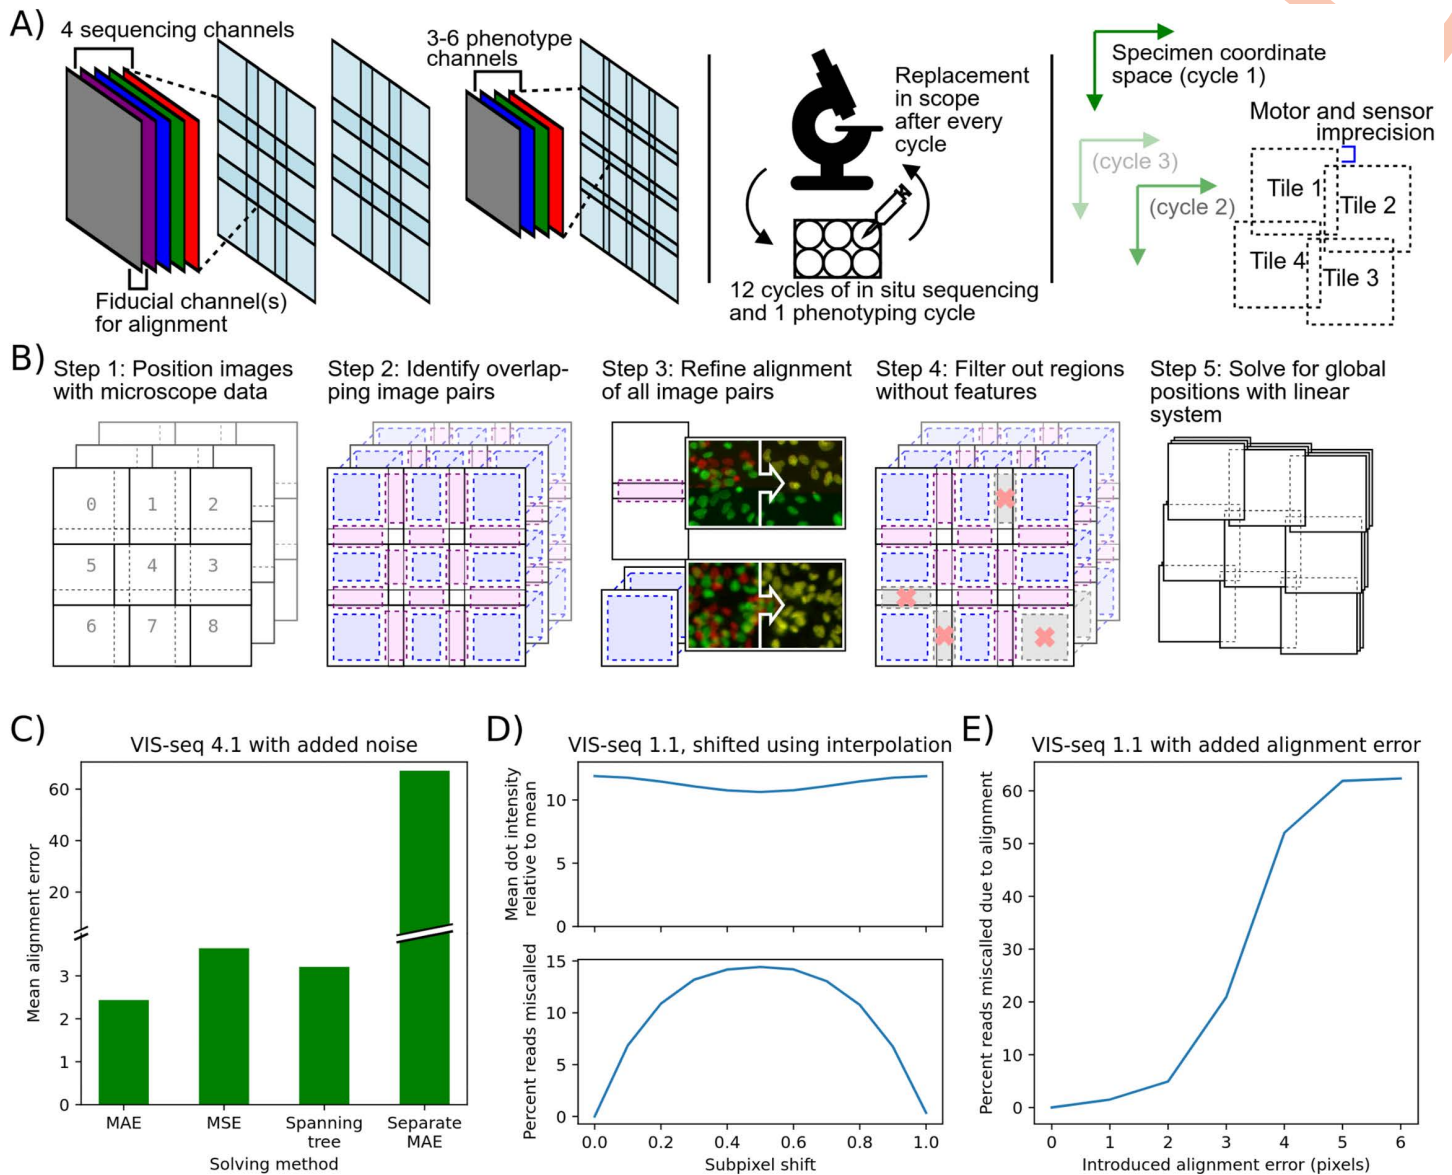 A)
4 sequencing channels
3-6 phenotype
channels
Fiducial channel(s)
for alignment
Replacement
in scope
after every
cycle
12 cycles of in situ sequencing
and 1 phenotyping cycle
Specimen coordinate
space (cycle 1)
(cycle 3)
(cycle 2)
Motor and sensor
imprecision
Tile 1
Tile 2
Tile 4
Tile 3
B)
Step 1: Position images
with microscope data
0 1 2
5 4 3
6 7 8
Step 2: Identify overlap-
ping image pairs
Step 3: Refine alignment
of all image pairs
Step 4: Filter out regions
without features
Step 5: Solve for global
positions with linear
system
C)
VIS-seq 4.1 with added noise
Mean alignment error
60
40
20
3
2
1
0
MAE
MSE
Spanning
tree
Separate
MAE
Solving method
D)
VIS-seq 1.1, shifted using interpolation
Mean dot intensity
relative to mean
10
5
0
Percent reads miscalled
15
10
5
0
0.0 0.2 0.4 0.6 0.8 1.0
Subpixel shift
E)
VIS-seq 1.1 with added alignment error
Percent reads miscalled due to alignment
60
50
40
30
20
10
0
0 1 2 3 4 5 6
Introduced alignment error (pixels)